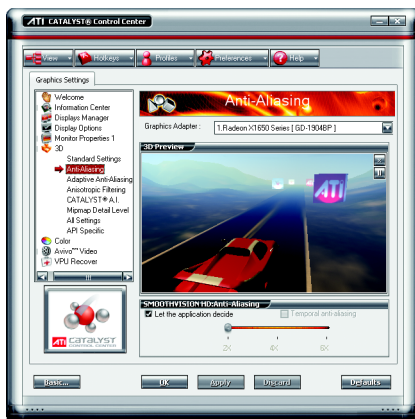 ATI CATALYST® Control Center
View Hotkeys Profiles Preferences Help
Graphics Settings
Welcome
Information Center
Displays Manager
Display Options
Monitor Properties 1
3D
Standard Settings
Anti-Aliasing
Adaptive Anti-Aliasing
Anisotropic Filtering
CATALYST® A.I.
Mipmap Detail Level
All Settings
API Specific
Color
Avivo™ Video
VPU Recover
ATI CATALYST
CONTROL CENTER
Anti-Aliasing
Graphics Adapter :
1.Radeon X1650 Series [ GD-1904BP ]
3D Preview
ATI
SMOOTHVISION HD:Anti-Aliasing
Let the application decide
Temporal anti-aliasing
2X 4X 6X
Basic...
OK
Apply
Discard
Defaults